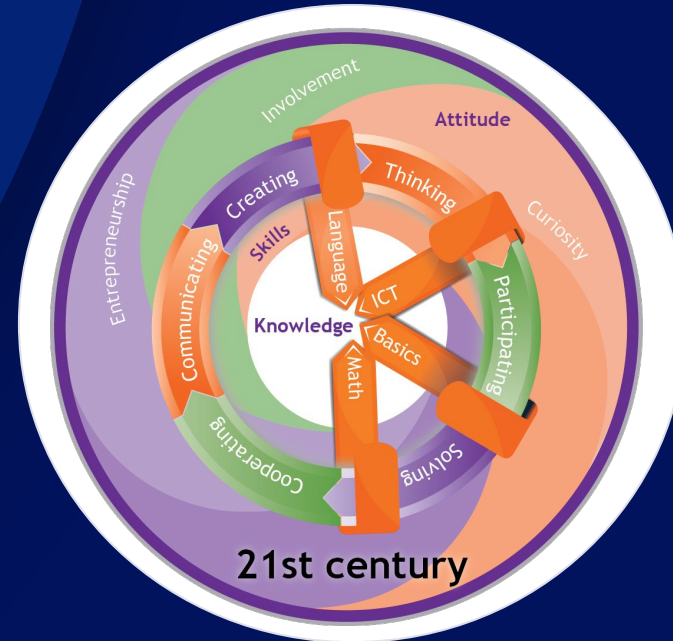 Involvement
Attitude
Entrepreneurship
Curiosity
Creating
Thinking
Skills
Language
ICT
Communicating
Participating
Knowledge
Basics
Math
Cooperating
Solving
21st century